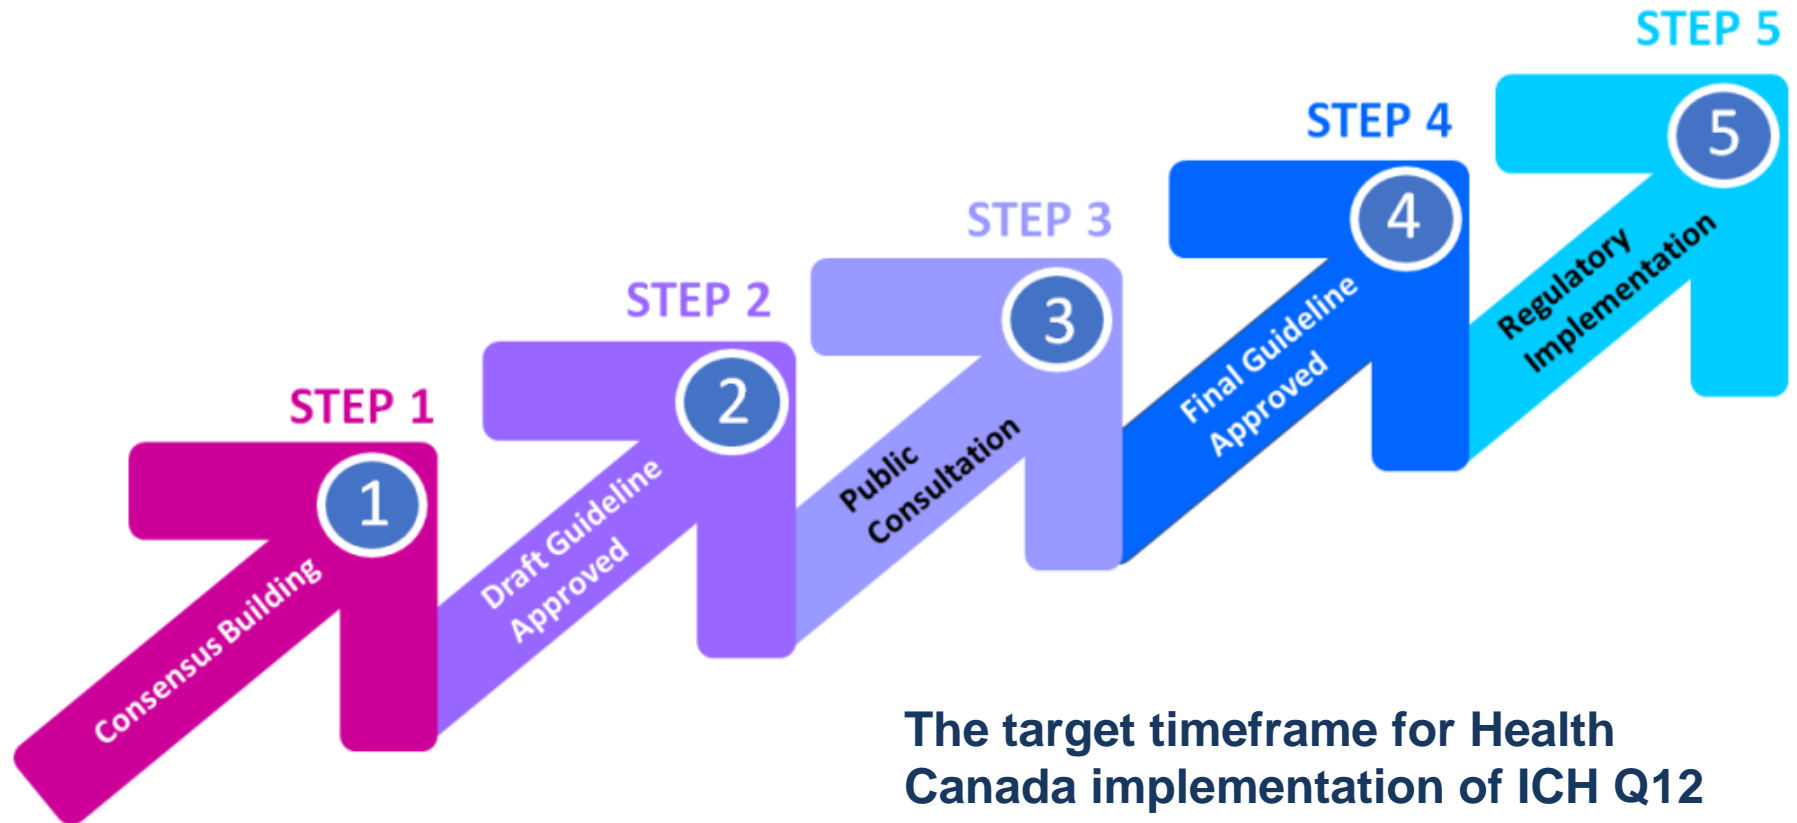 STEP 1
1
Consensus Building
STEP 2
2
Draft Guideline
Approved
STEP 3
3
Public
Consultation
STEP 4
4
Final Guideline
Approved
STEP 5
5
Regulatory
Implementation
The target timeframe for Health
Canada implementation of ICH Q12